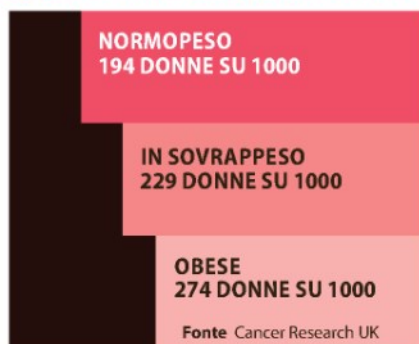 NORMOPESO
194 DONNE SU 1000
IN SOVRAPPESO
229 DONNE SU 1000
OBESE
274 DONNE SU 1000
Fonte Cancer Research UK